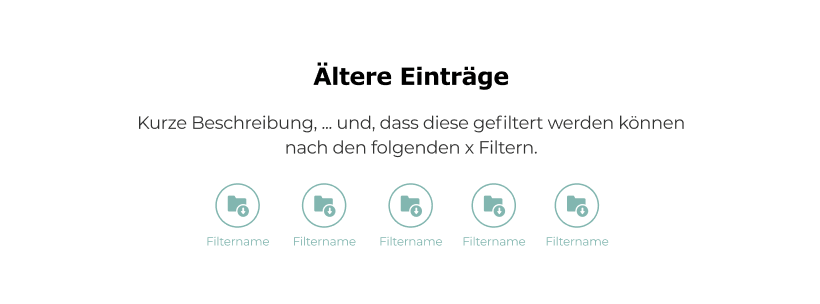 Ältere Einträge
Kurze Beschreibung, ... und, dass diese gefiltert werden können
nach den folgenden x Filtern.
Filtername Filtername Filtername Filtername Filtername